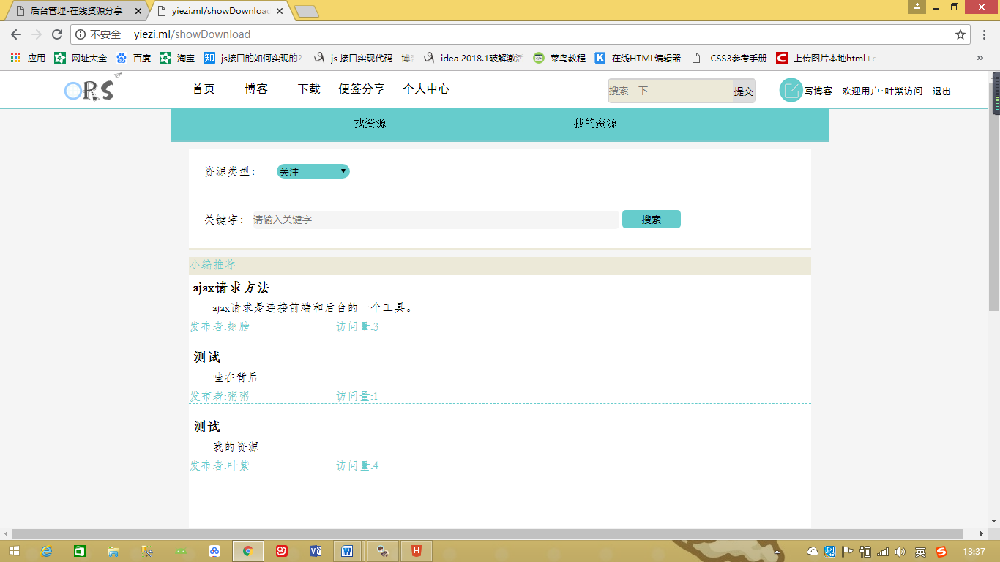 后台管理-在线资源分享
yiezi.ml/showDownload
不安全 yiezi.ml/showDownload
应用 网址大全 百度 淘宝 js接口的如何实现的? js 接口实现代码 - 博 idea 2018.1破解激活 菜鸟教程 在线HTML编辑器 CSS3参考手册 上传图片本地html+c
ORS 首页 博客 下载 便签分享 个人中心 搜索一下 提交 写博客 欢迎用户:叶紫访问 退出
找资源 我的资源
资源类型： 关注
关键字： 请输入关键字 搜索
小编推荐
ajax请求方法
ajax请求是连接前端和后台的一个工具。
发布者:翅膀 访问量:3
测试
哇在背后
发布者:粥粥 访问量:1
测试
我的资源
发布者:叶紫 访问量:4
英 13:37